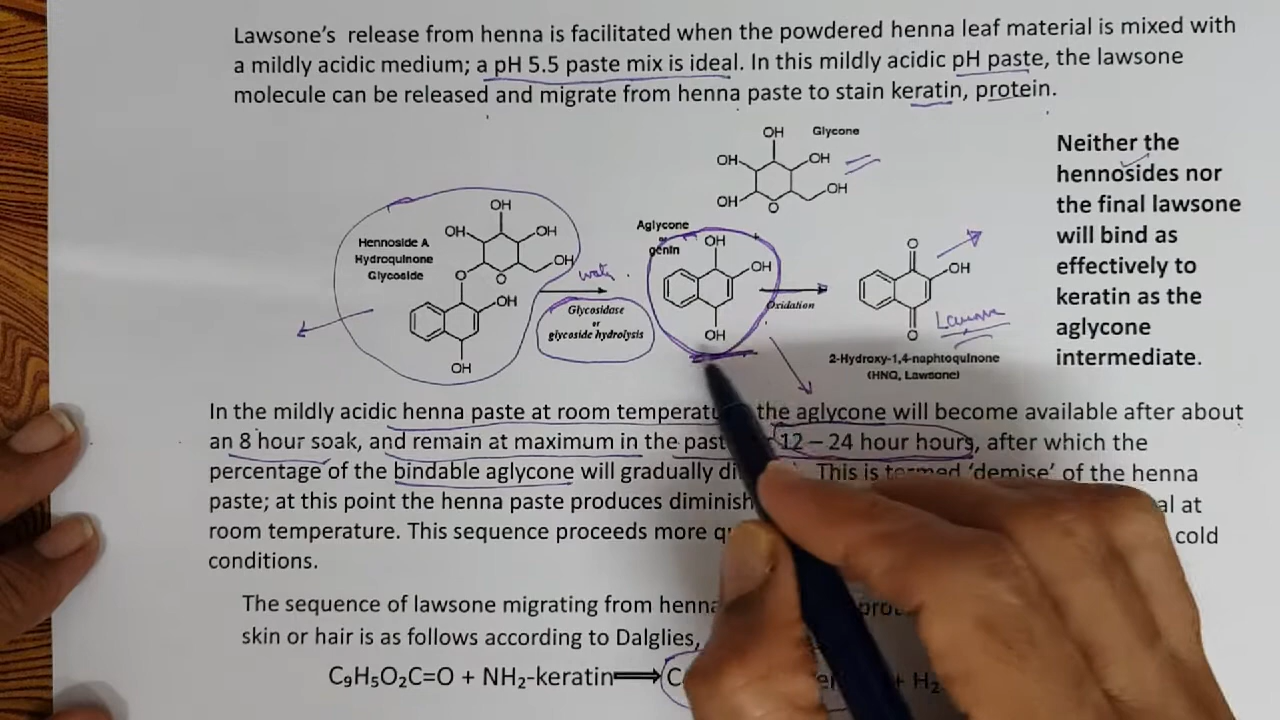 Lawsone's release from henna is facilitated when the powdered henna leaf material is mixed with
a mildly acidic medium; a pH 5.5 paste mix is ideal. In this mildly acidic pH paste, the lawsone
molecule can be released and migrate from henna paste to stain keratin, protein.
OH Glycone
OH OH
OH
OH O
Neither the
hennosides nor
the final lawsone
will bind as
effectively to
keratin as the
aglycone
intermediate.
Hennoside A
Hydroquinone
Glycoside
OH
OH OH
OH
O O
OH
OH
water
Glycosidase
or
glycoside hydrolysis
Aglycone
or
genin
OH
OH
OH
Oxidation
O
OH
O
Lawsone
2-Hydroxy-1,4-naphtoquinone
(HNQ, Lawsone)
In the mildly acidic henna paste at room temperatu the aglycone will become available after about
an 8 hour soak, and remain at maximum in the past 12 – 24 hour hours, after which the
percentage of the bindable aglycone will gradually di This is termed 'demise' of the henna
paste; at this point the henna paste produces diminish al at
room temperature. This sequence proceeds more q cold
conditions.
The sequence of lawsone migrating from henna pro
skin or hair is as follows according to Dalglies,
C₉H₅O₂C=O + NH₂-keratin⟹C + H₂